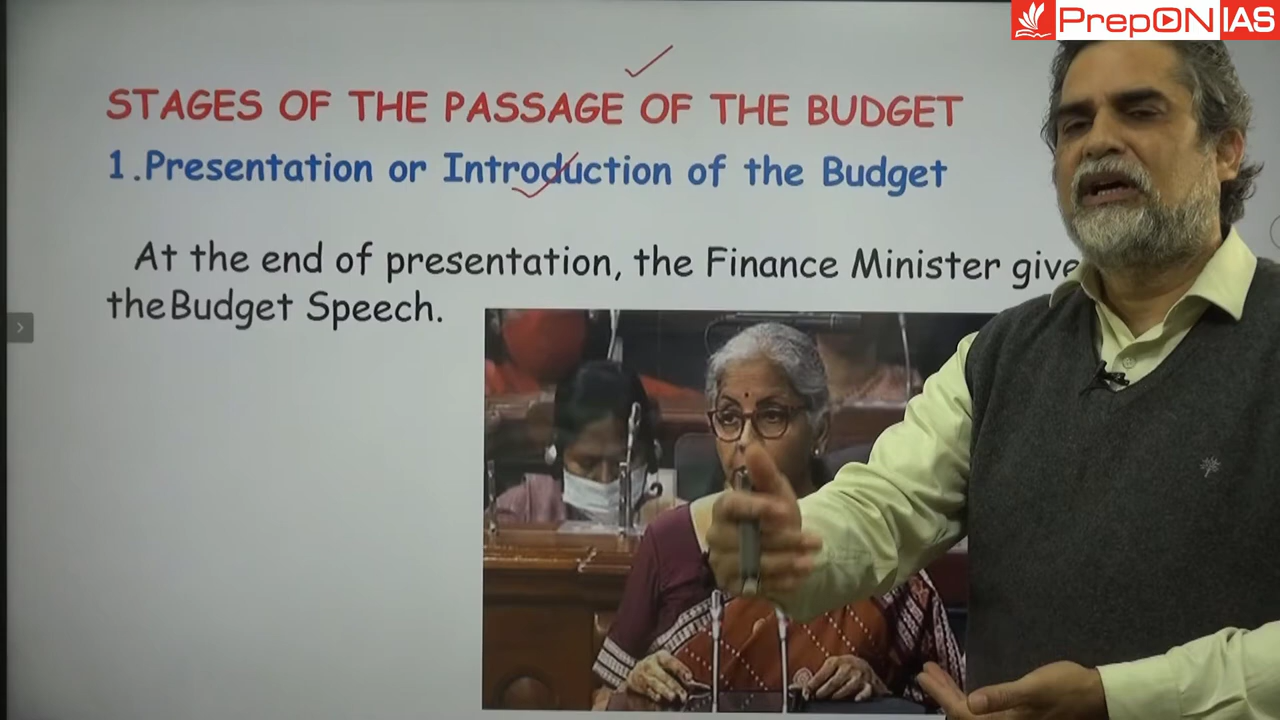 PrepON IAS
STAGES OF THE PASSAGE OF THE BUDGET
1.Presentation or Introduction of the Budget
At the end of presentation, the Finance Minister give
the Budget Speech.